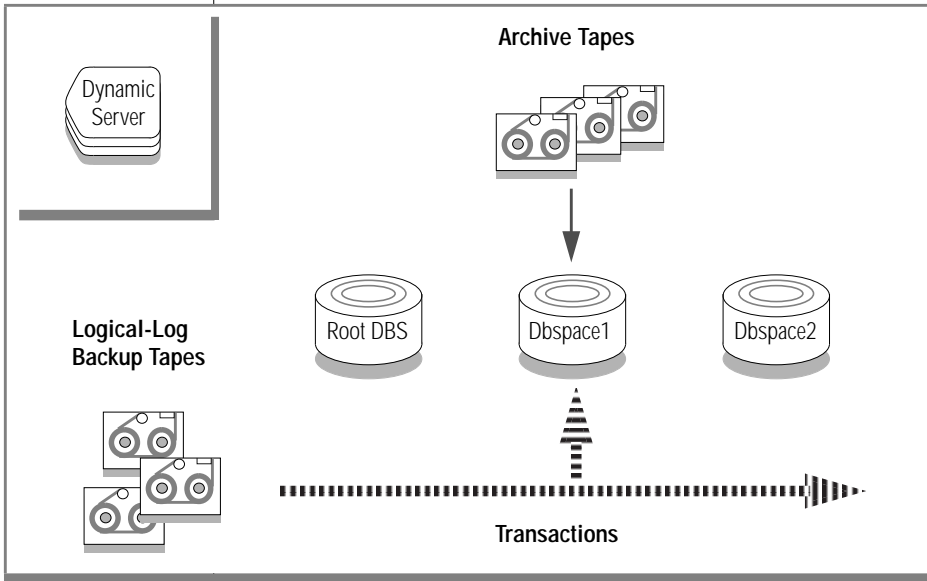 Archive Tapes
Dynamic
Server
Root DBS
Dbspace1
Dbspace2
Logical-Log
Backup Tapes
Transactions